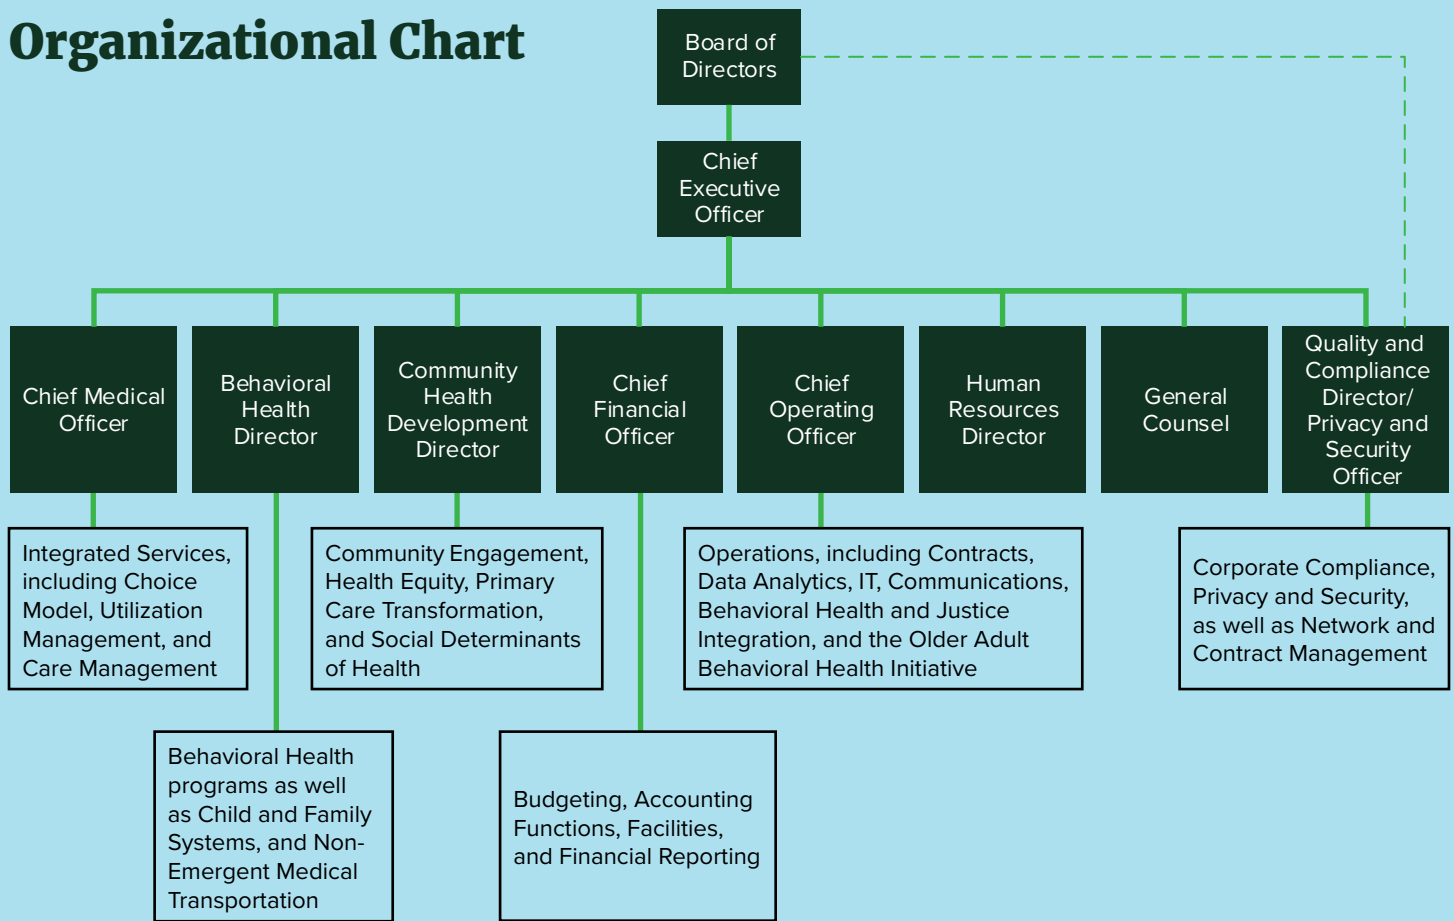 Organizational Chart
Board of
Directors
Chief
Executive
Officer
Chief Medical
Officer
Behavioral
Health
Director
Community
Health
Development
Director
Chief
Financial
Officer
Chief
Operating
Officer
Human
Resources
Director
General
Counsel
Quality and
Compliance
Director/
Privacy and
Security
Officer
Integrated Services,
including Choice
Model, Utilization
Management, and
Care Management
Community Engagement,
Health Equity, Primary
Care Transformation,
and Social Determinants
of Health
Operations, including Contracts,
Data Analytics, IT, Communications,
Behavioral Health and Justice
Integration, and the Older Adult
Behavioral Health Initiative
Corporate Compliance,
Privacy and Security,
as well as Network and
Contract Management
Behavioral Health
programs as well
as Child and Family
Systems, and Non-
Emergent Medical
Transportation
Budgeting, Accounting
Functions, Facilities,
and Financial Reporting